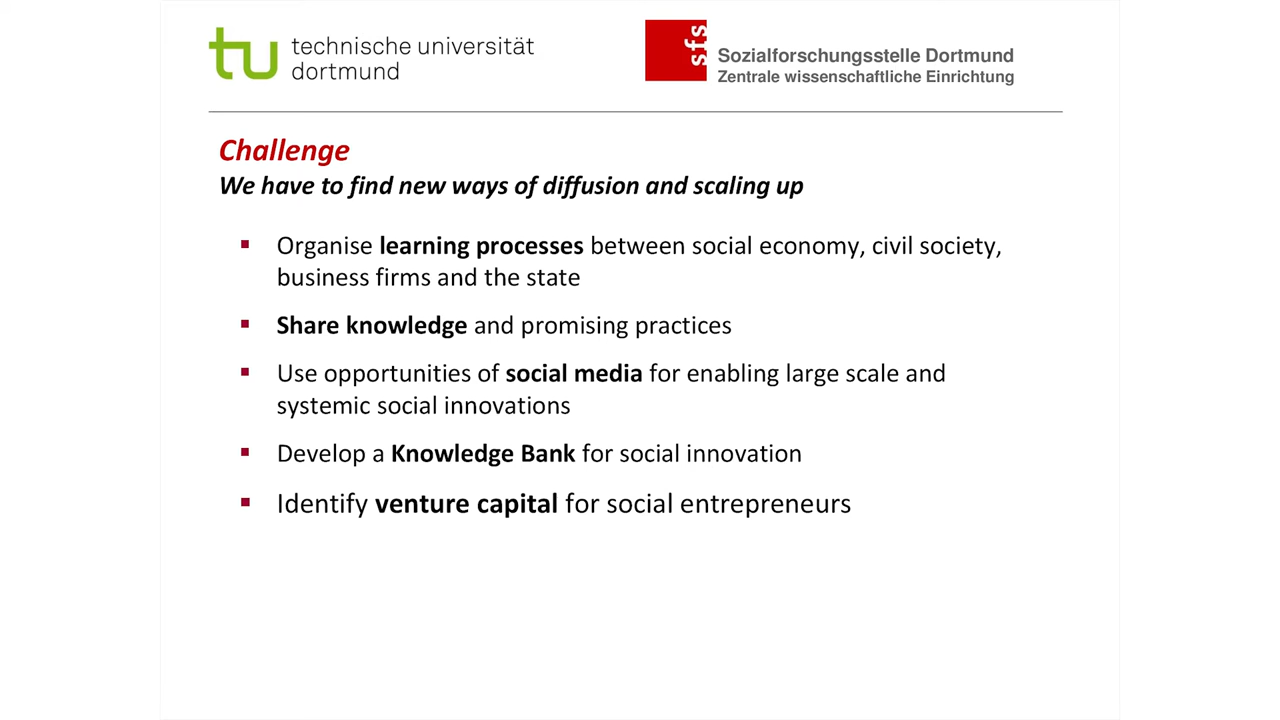 tu technische universität
dortmund
sfs
Sozialforschungsstelle Dortmund
Zentrale wissenschaftliche Einrichtung
Challenge
We have to find new ways of diffusion and scaling up
Organise learning processes between social economy, civil society,
business firms and the state
Share knowledge and promising practices
Use opportunities of social media for enabling large scale and
systemic social innovations
Develop a Knowledge Bank for social innovation
Identify venture capital for social entrepreneurs